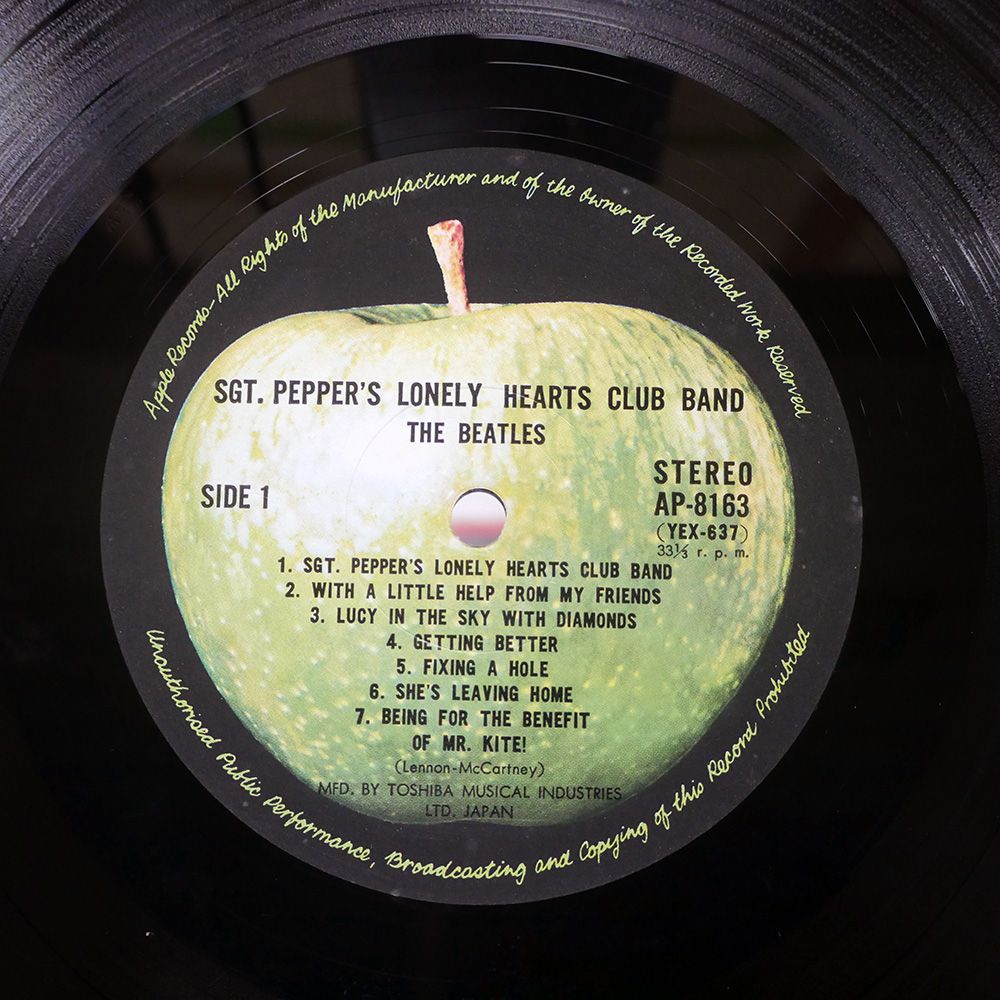 Apple Records-All Rights of the Manufacturer and of the Owner of the Recorded Work Reserved
SGT. PEPPER'S LONELY HEARTS CLUB BAND
THE BEATLES
SIDE 1
STEREO
AP-8163
(YEX-637)
33⅓ r. p. m.
1. SGT. PEPPER'S LONELY HEARTS CLUB BAND
2. WITH A LITTLE HELP FROM MY FRIENDS
3. LUCY IN THE SKY WITH DIAMONDS
4. GETTING BETTER
5. FIXING A HOLE
6. SHE'S LEAVING HOME
7. BEING FOR THE BENEFIT
OF MR. KITE!
(Lennon-McCartney)
MFD. BY TOSHIBA MUSICAL INDUSTRIES
LTD. JAPAN
Unauthorised Public Performance, Broadcasting and Copying of this Record Prohibited